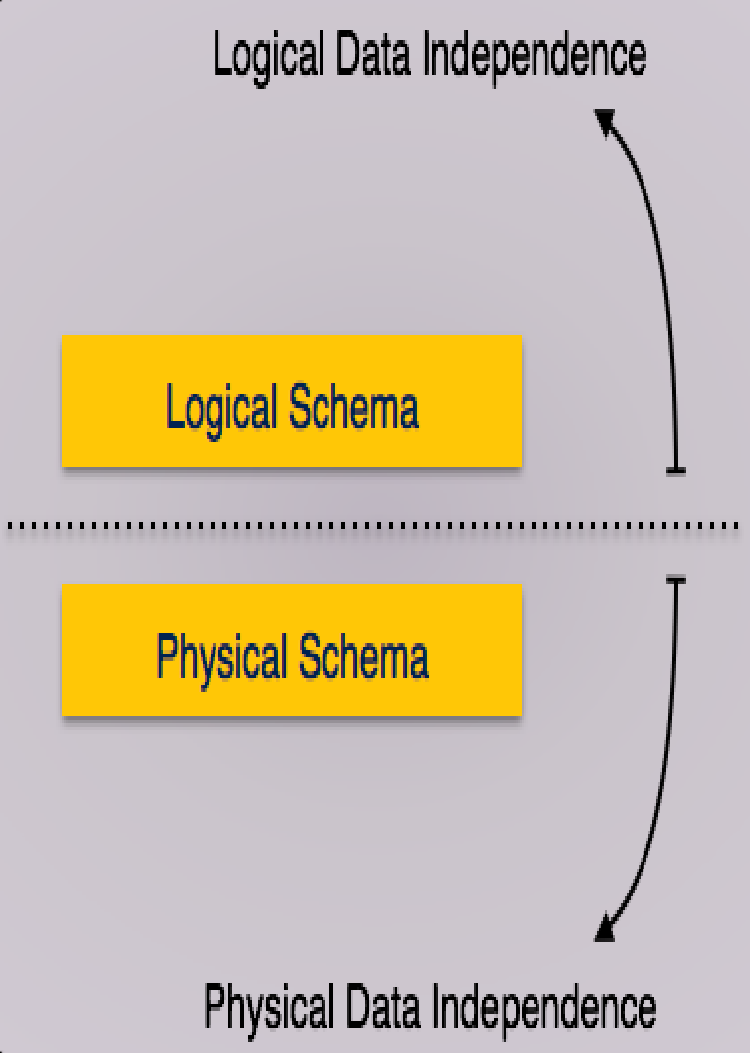 Logical Data Independence
Logical Schema
Physical Schema
Physical Data Independence